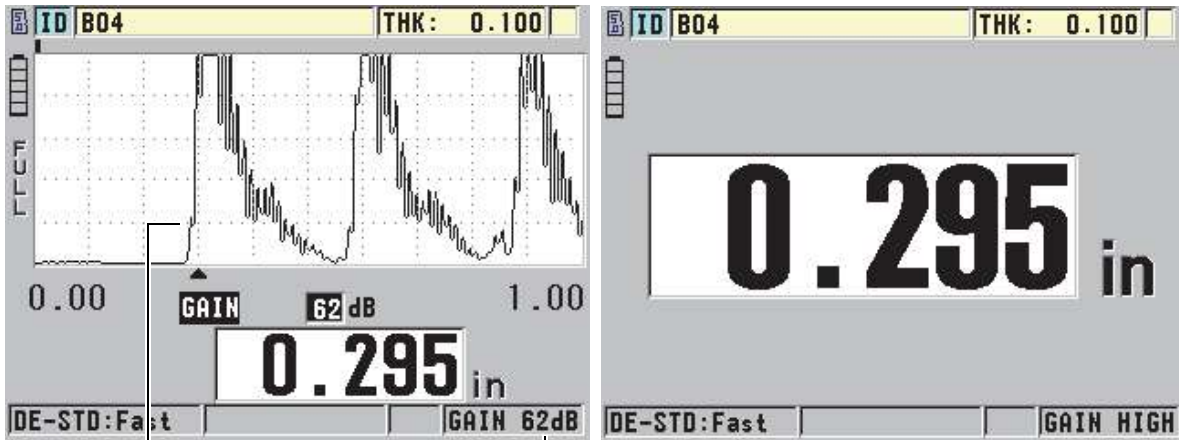 ID B04 THK: 0.100
FULL
0.00 1.00
GAIN 62 dB
0.295 in
DE-STD:Fast GAIN 62dB
ID B04 THK: 0.100
0.295 in
DE-STD:Fast GAIN HIGH